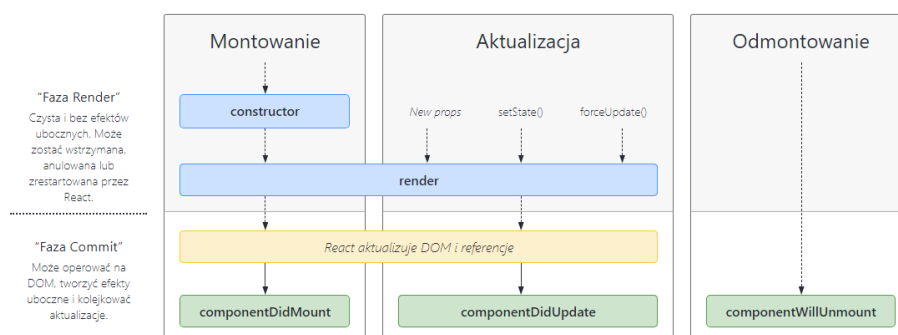 Montowanie
Aktualizacja
Odmontowanie
"Faza Render"
Czysta i bez efektów
ubocznych. Może
zostać wstrzymana,
anulowana lub
zrestartowana przez
React.
constructor
New props
setState()
forceUpdate()
render
"Faza Commit"
Może operować na
DOM, tworzyć efekty
uboczne i kolejkować
aktualizacje.
React aktualizuje DOM i referencje
componentDidMount
componentDidUpdate
componentWillUnmount